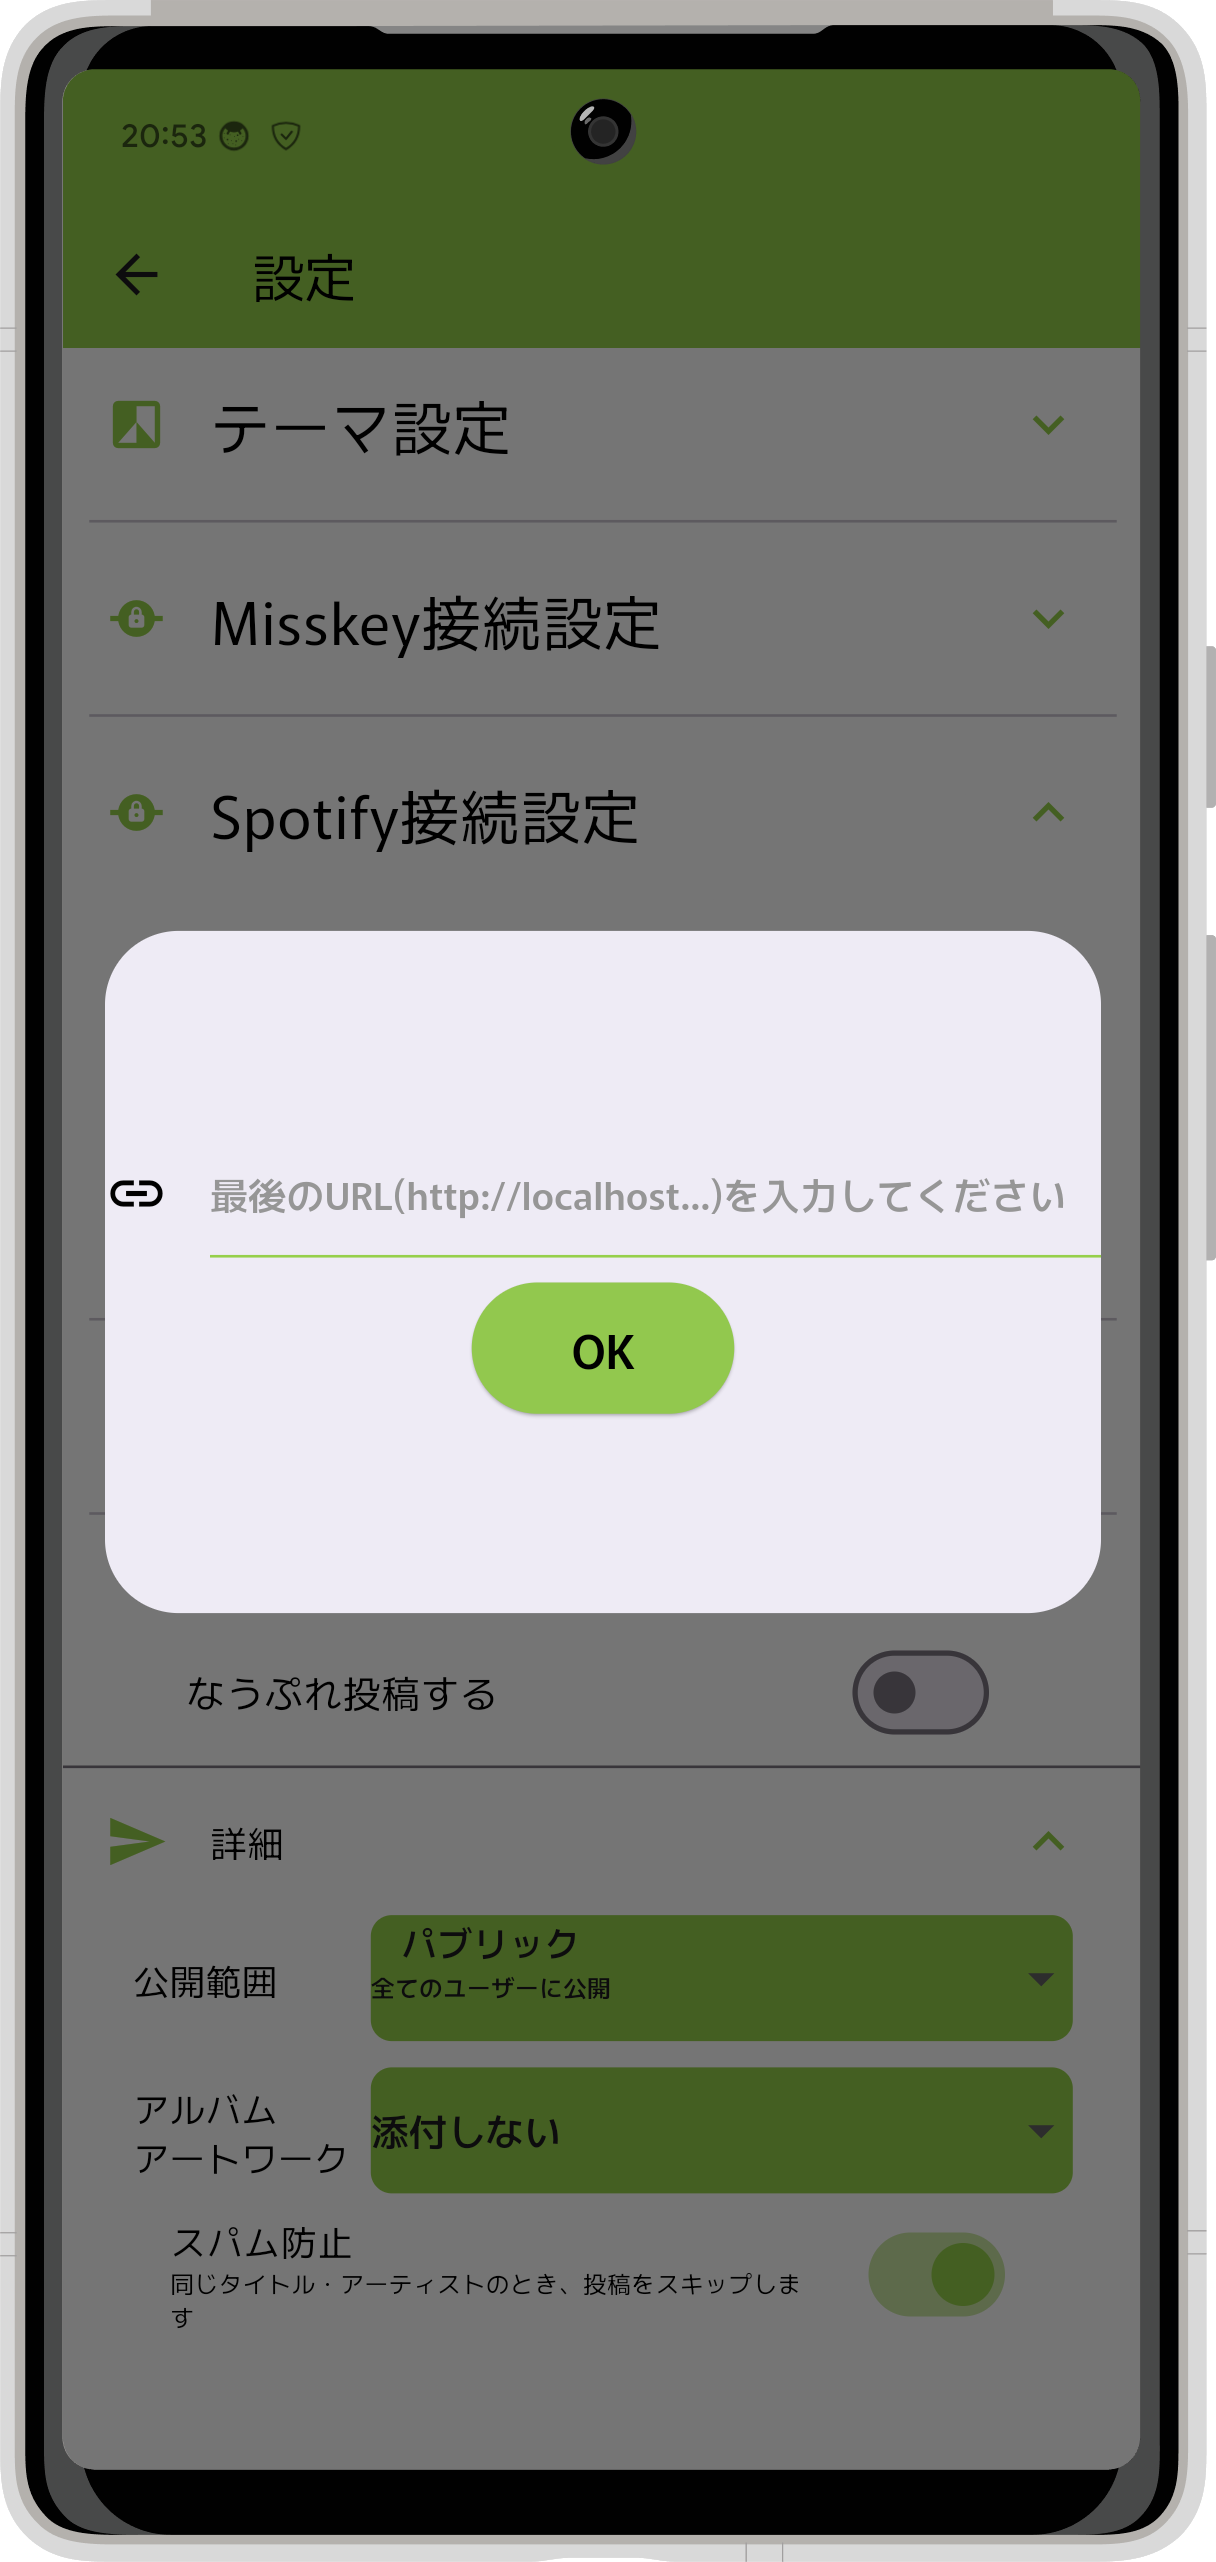 20:53
設定
テーマ設定
Misskey接続設定
Spotify接続設定
最後のURL(http://localhost...)を入力してください
OK
なうぷれ投稿する
詳細
公開範囲
パブリック
全てのユーザーに公開
アルバム
アートワーク
添付しない
スパム防止
同じタイトル・アーティストのとき、投稿をスキップしま
す